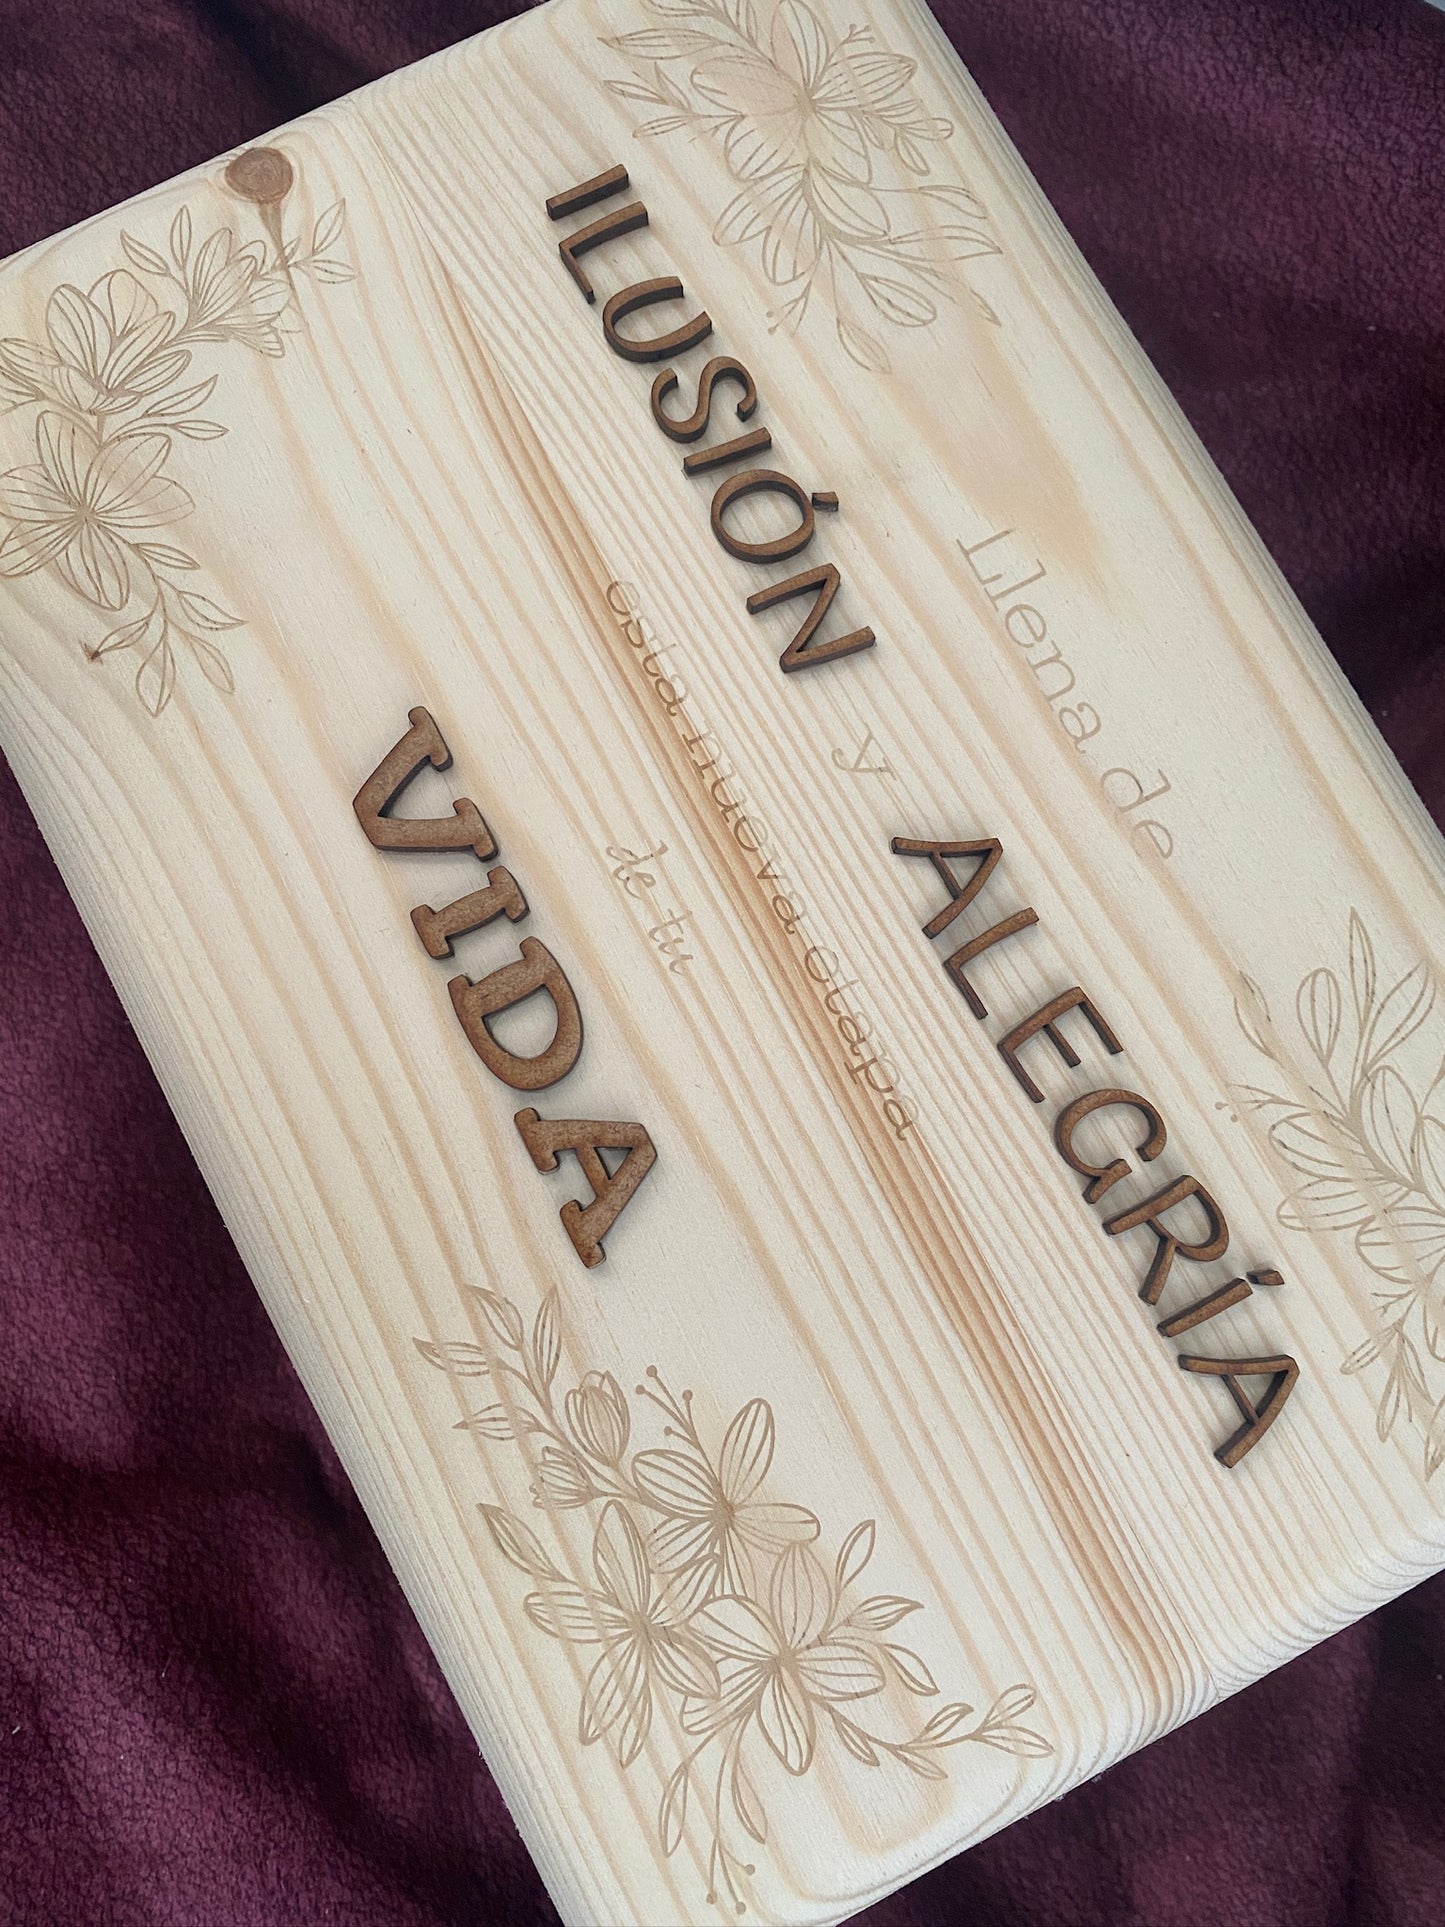 Llena de
ILUSIÓN y ALEGRÍA
esta nueva etapa
de tu
VIDA